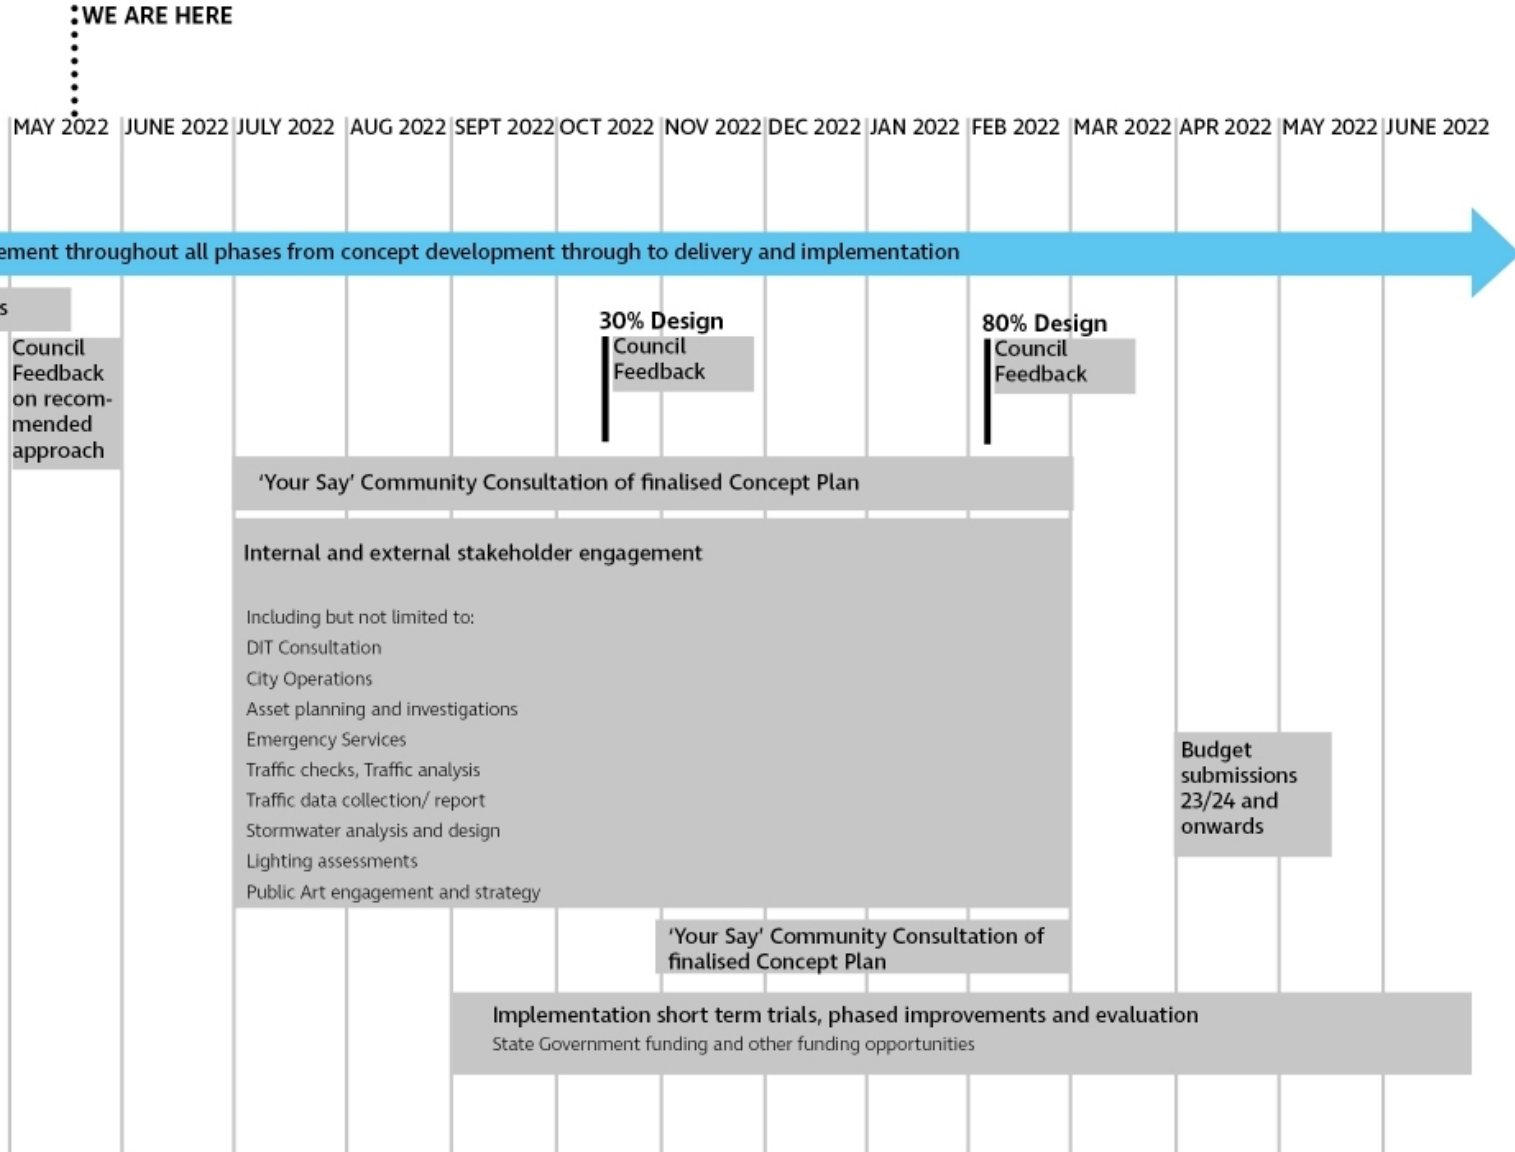 WE ARE HERE
MAY 2022 JUNE 2022 JULY 2022 AUG 2022 SEPT 2022 OCT 2022 NOV 2022 DEC 2022 JAN 2022 FEB 2022 MAR 2022 APR 2022 MAY 2022 JUNE 2022
ement throughout all phases from concept development through to delivery and implementation
s
Council
Feedback
on recom-
mended
approach
30% Design
Council
Feedback
80% Design
Council
Feedback
‘Your Say’ Community Consultation of finalised Concept Plan
Internal and external stakeholder engagement
Including but not limited to:
DIT Consultation
City Operations
Asset planning and investigations
Emergency Services
Traffic checks, Traffic analysis
Traffic data collection/ report
Stormwater analysis and design
Lighting assessments
Public Art engagement and strategy
Budget
submissions
23/24 and
onwards
‘Your Say’ Community Consultation of
finalised Concept Plan
Implementation short term trials, phased improvements and evaluation
State Government funding and other funding opportunities